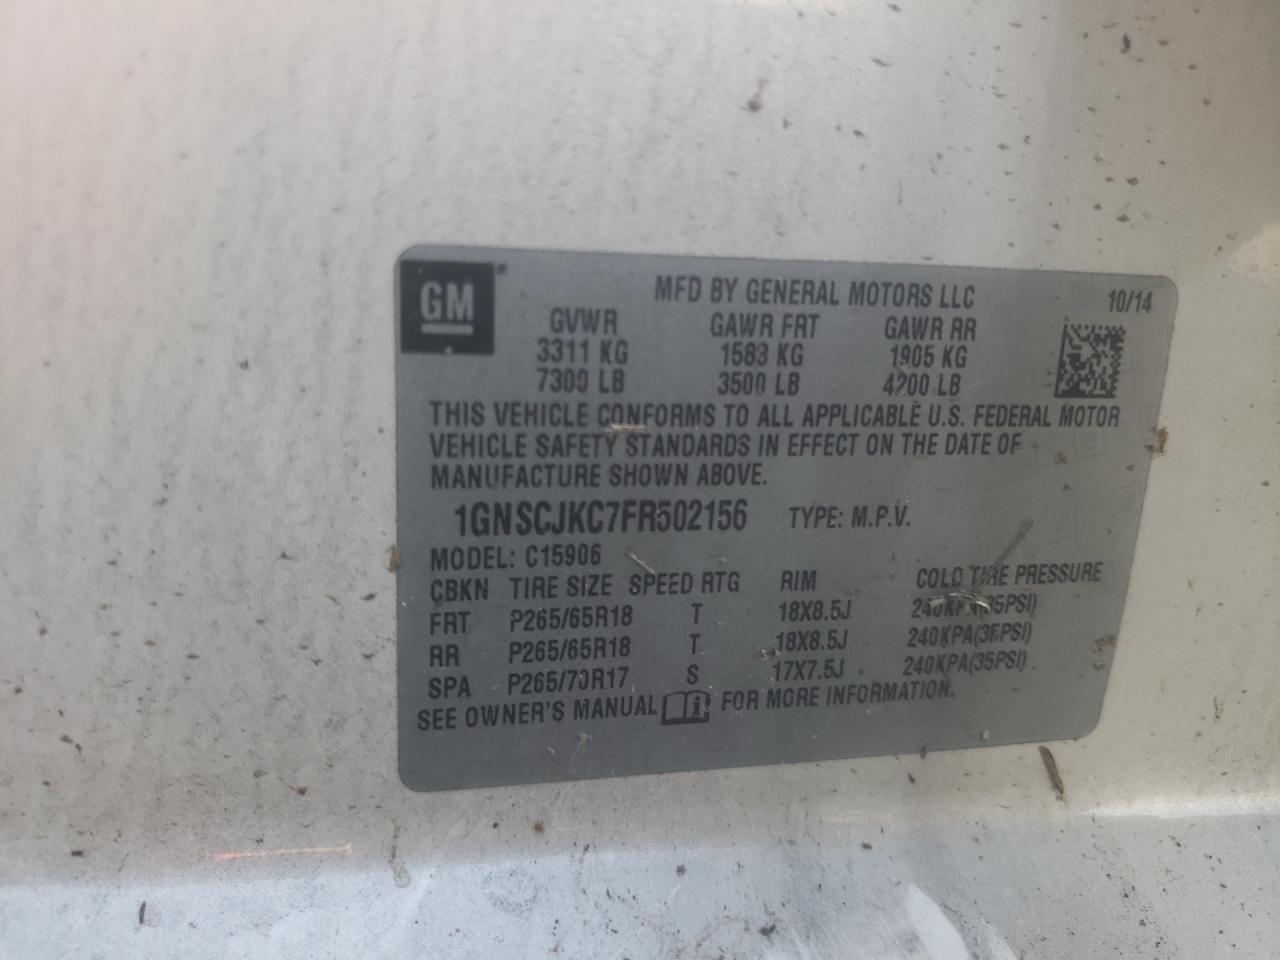 GM
MFD BY GENERAL MOTORS LLC 10/14
GVWR GAWR FRT GAWR RR
3311 KG 1583 KG 1905 KG
7300 LB 3500 LB 4200 LB
THIS VEHICLE CONFORMS TO ALL APPLICABLE U.S. FEDERAL MOTOR
VEHICLE SAFETY STANDARDS IN EFFECT ON THE DATE OF
MANUFACTURE SHOWN ABOVE.
1GNSCJKC7FR502156 TYPE: M.P.V.
MODEL: C15906
CBKN TIRE SIZE SPEED RTG RIM COLD TIRE PRESSURE
FRT P265/65R18 T 18X8.5J 240KPA(35PSI)
RR P265/65R18 T 18X8.5J 240KPA(35PSI)
SPA P265/70R17 S 17X7.5J 240KPA(35PSI)
SEE OWNER'S MANUAL FOR MORE INFORMATION.